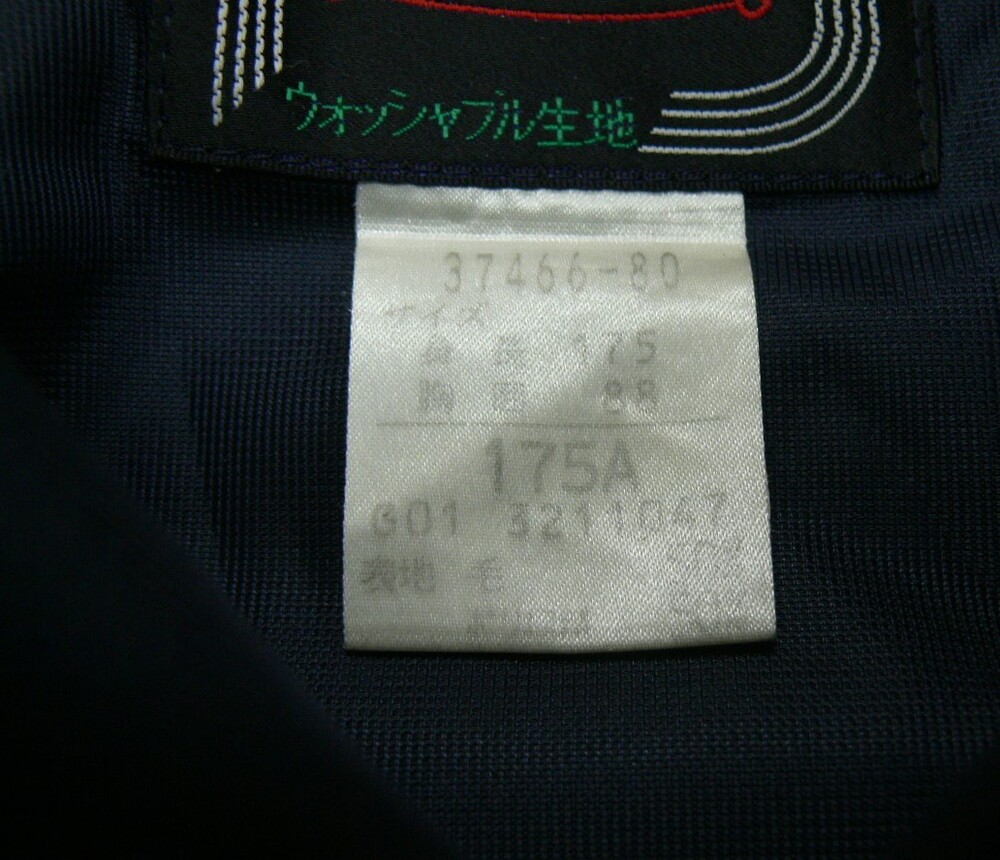 ウオッシャブル生地
37466-80
サイズ
身長 175
胸囲 88
175A
G01 3211047
表地 毛